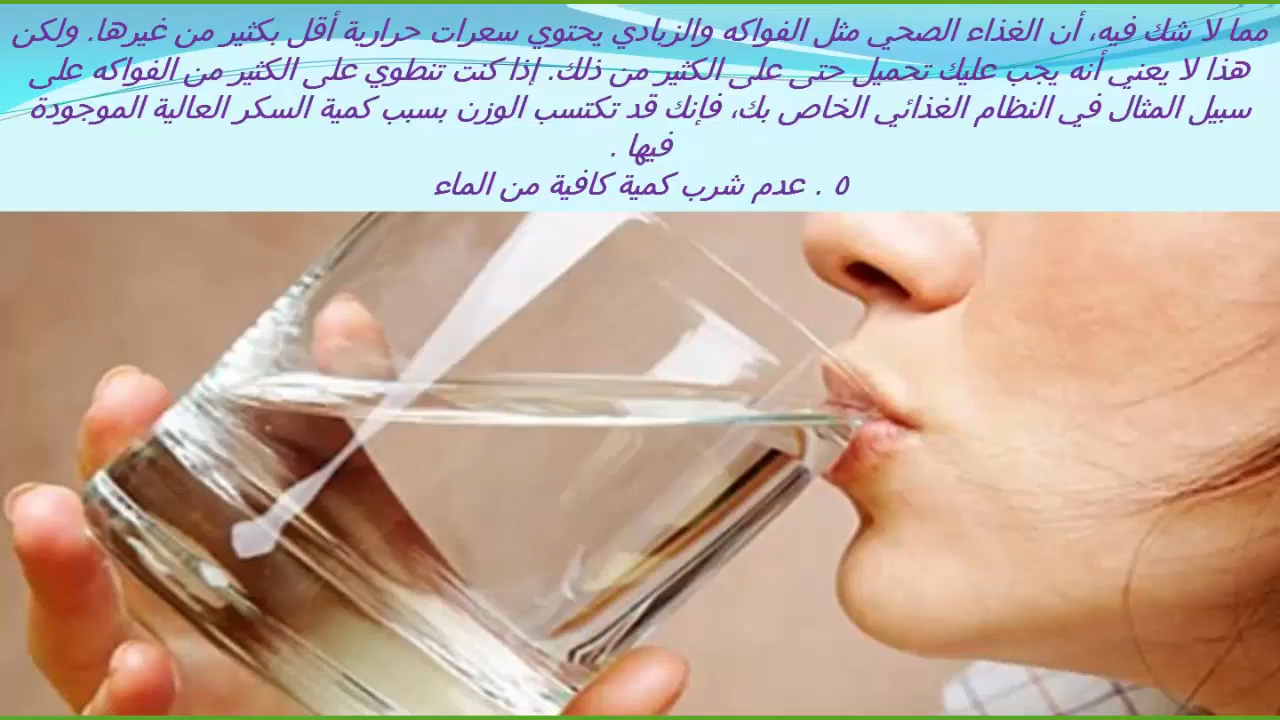 مما لا شك فيه، أن الغذاء الصحي مثل الفواكه والزبادي يحتوي سعرات حرارية أقل بكثير من غيرها. ولكن
هذا لا يعني أنه يجب عليك تحميل حتى على الكثير من ذلك. إذا كنت تنطوي على الكثير من الفواكه على
سبيل المثال في النظام الغذائي الخاص بك، فإنك قد تكتسب الوزن بسبب كمية السكر العالية الموجودة
فيها .
٥ . عدم شرب كمية كافية من الماء